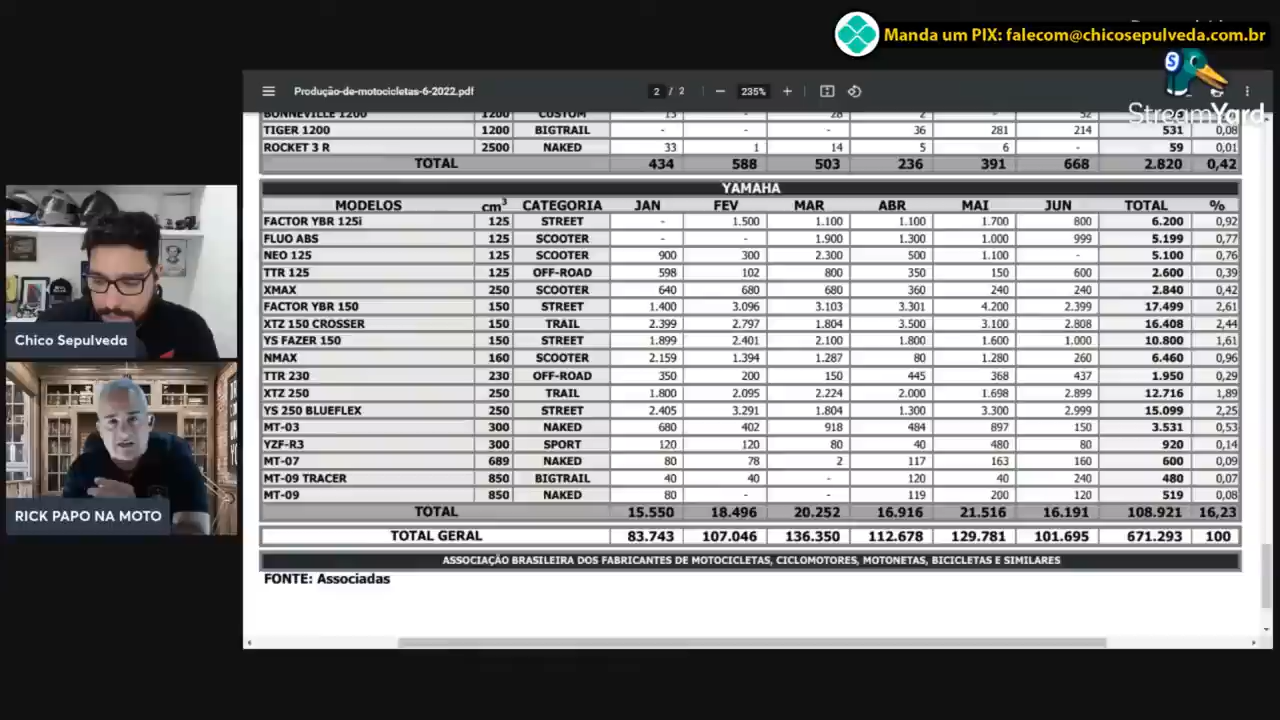 Manda um PIX: falecom@chicosepulveda.com.br
StreamYard
Produção-de-motocicletas-6-2022.pdf 2 / 2 235%
BONNEVILLE 1200 1200 CUSTOM 15 - 28 2 - 52
TIGER 1200 1200 BIGTRAIL - - - 36 281 214 531 0,08
ROCKET 3 R 2500 NAKED 33 1 14 5 6 - 59 0,01
TOTAL 434 588 503 236 391 668 2.820 0,42
YAMAHA
MODELOS cm³ CATEGORIA JAN FEV MAR ABR MAI JUN TOTAL %
FACTOR YBR 125i 125 STREET - 1.500 1.100 1.100 1.700 800 6.200 0,92
FLUO ABS 125 SCOOTER - - 1.900 1.300 1.000 999 5.199 0,77
NEO 125 125 SCOOTER 900 300 2.300 500 1.100 - 5.100 0,76
TTR 125 125 OFF-ROAD 598 102 800 350 150 600 2.600 0,39
XMAX 250 SCOOTER 640 680 680 360 240 240 2.840 0,42
FACTOR YBR 150 150 STREET 1.400 3.096 3.103 3.301 4.200 2.399 17.499 2,61
XTZ 150 CROSSER 150 TRAIL 2.399 2.797 1.804 3.500 3.100 2.808 16.408 2,44
YS FAZER 150 150 STREET 1.899 2.401 2.100 1.800 1.600 1.000 10.800 1,61
NMAX 160 SCOOTER 2.159 1.394 1.287 80 1.280 260 6.460 0,96
TTR 230 230 OFF-ROAD 350 200 150 445 368 437 1.950 0,29
XTZ 250 250 TRAIL 1.800 2.095 2.224 2.000 1.698 2.899 12.716 1,89
YS 250 BLUEFLEX 250 STREET 2.405 3.291 1.804 1.300 3.300 2.999 15.099 2,25
MT-03 300 NAKED 680 402 918 484 897 150 3.531 0,53
YZF-R3 300 SPORT 120 120 80 40 480 80 920 0,14
MT-07 689 NAKED 80 78 2 117 163 160 600 0,09
MT-09 TRACER 850 BIGTRAIL 40 40 - 120 40 240 480 0,07
MT-09 850 NAKED 80 - - 119 200 120 519 0,08
TOTAL 15.550 18.496 20.252 16.916 21.516 16.191 108.921 16,23
TOTAL GERAL 83.743 107.046 136.350 112.678 129.781 101.695 671.293 100
ASSOCIAÇÃO BRASILEIRA DOS FABRICANTES DE MOTOCICLETAS, CICLOMOTORES, MOTONETAS, BICICLETAS E SIMILARES
FONTE: Associadas
Chico Sepulveda
RICK PAPO NA MOTO